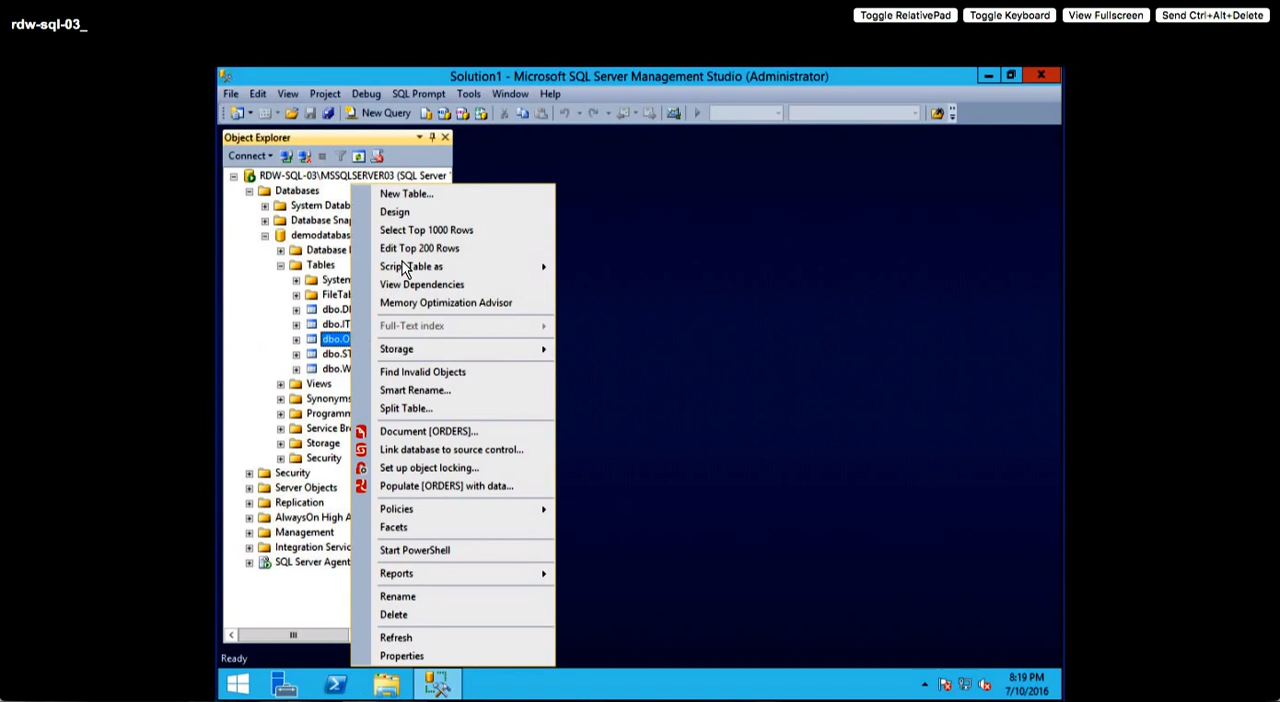 rdw-sql-03_
Toggle RelativePad
Toggle Keyboard
View Fullscreen
Send Ctrl+Alt+Delete
Solution1 - Microsoft SQL Server Management Studio (Administrator)
File Edit View Project Debug SQL Prompt Tools Window Help
New Query
Object Explorer
Connect
RDW-SQL-03\MSSQLSERVER03 (SQL Server
Databases
System Datab
Database Sna
demodatabas
Database
Tables
System
FileTab
dbo.D
dbo.IT
dbo.O
dbo.ST
dbo.W
Views
Synonyms
Programm
Service Br
Storage
Security
Security
Server Objects
Replication
AlwaysOn High A
Management
Integration Servic
SQL Server Agent
New Table...
Design
Select Top 1000 Rows
Edit Top 200 Rows
Script Table as
View Dependencies
Memory Optimization Advisor
Full-Text index
Storage
Find Invalid Objects
Smart Rename...
Split Table...
Document [ORDERS]...
Link database to source control...
Set up object locking...
Populate [ORDERS] with data...
Policies
Facets
Start PowerShell
Reports
Rename
Delete
Refresh
Properties
Ready
8:19 PM
7/10/2016